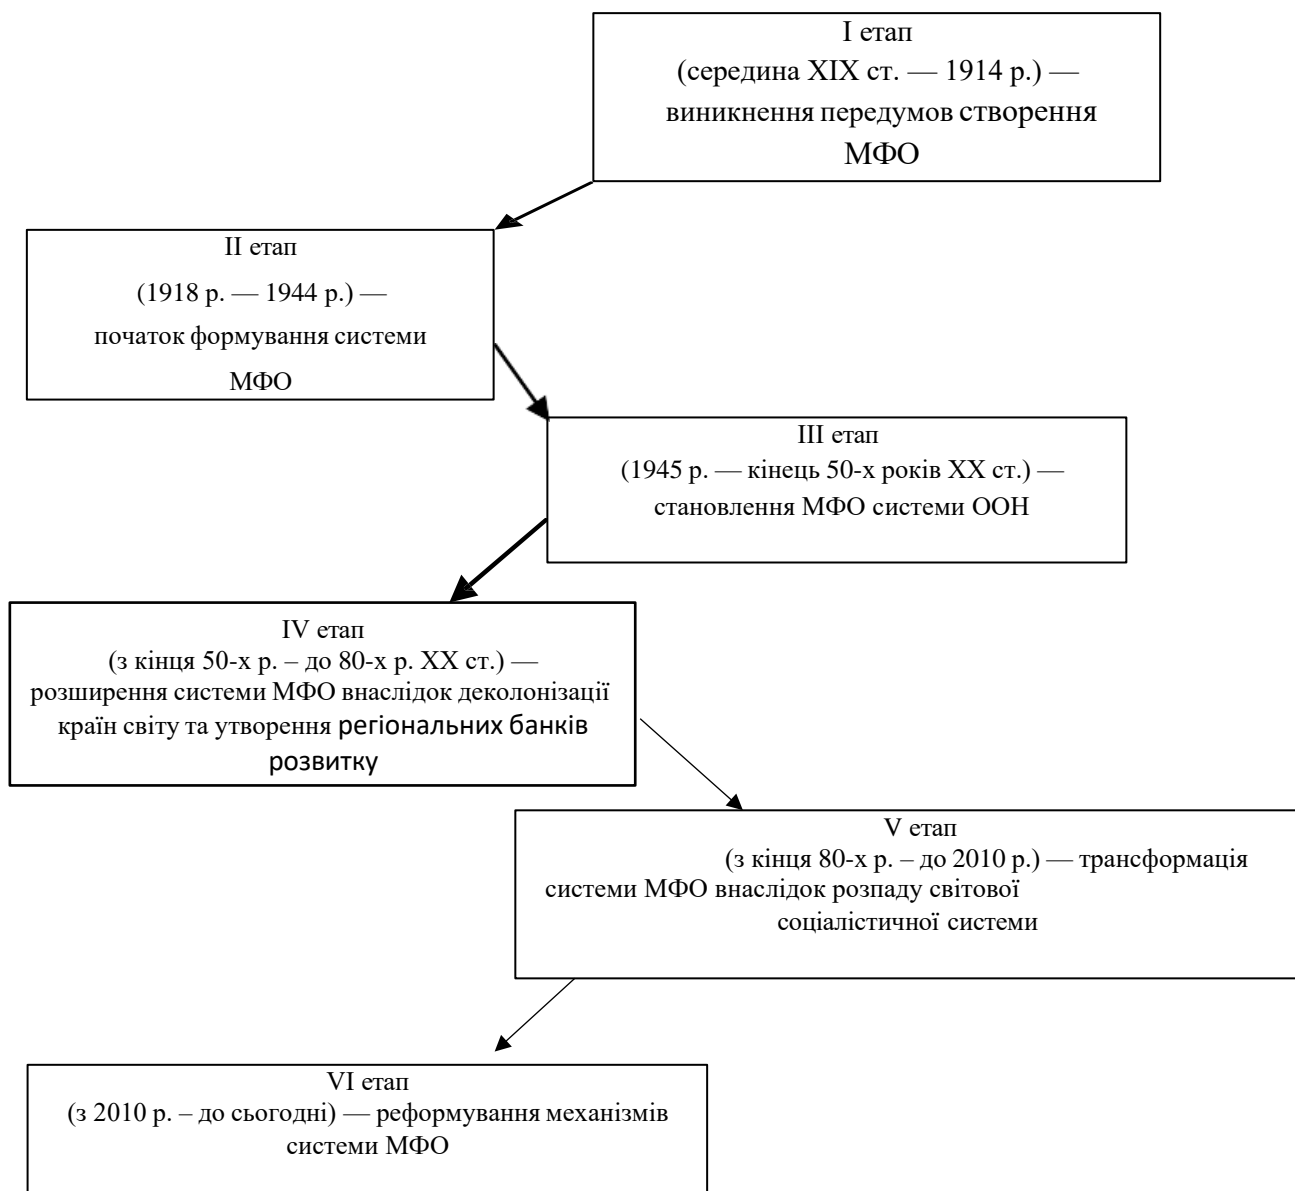 І етап
(середина XIX ст. — 1914 р.) —
виникнення передумов створення
МФО
ІІ етап
(1918 р. — 1944 р.) —
початок формування системи
МФО
ІІІ етап
(1945 р. — кінець 50-х років XX ст.) —
становлення МФО системи ООН
IV етап
(з кінця 50-х р. – до 80-х р. XX ст.) —
розширення системи МФО внаслідок деколонізації
країн світу та утворення регіональних банків
розвитку
V етап
(з кінця 80-х р. – до 2010 р.) — трансформація
системи МФО внаслідок розпаду світової
соціалістичної системи
VI етап
(з 2010 р. – до сьогодні) — реформування механізмів
системи МФО